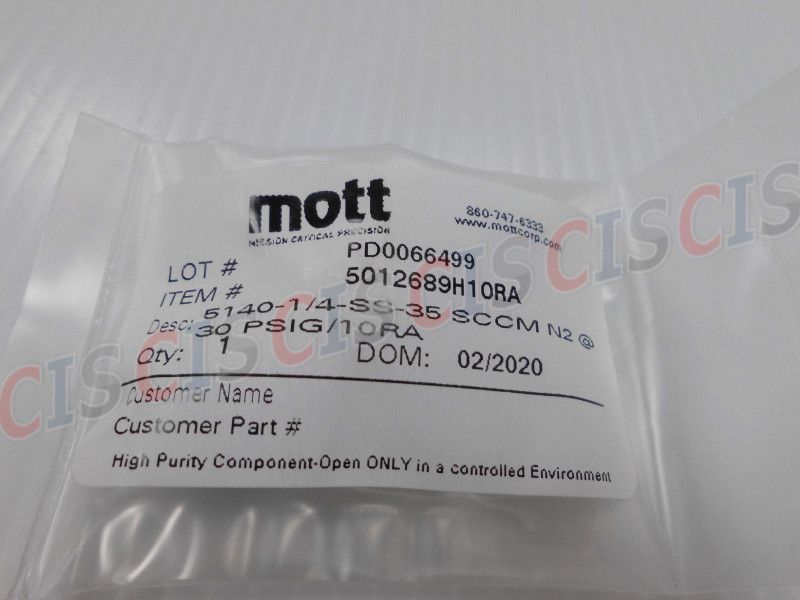 mott
MISSION CRITICAL PRECISION
860-747-6333
www.mottcorp.com
LOT # PD0066499
ITEM # 5012689H10RA
Desc: 5140-1/4-SS-35 SCCM N2 @
30 PSIG/10RA
Qty: 1 DOM: 02/2020
Customer Name
Customer Part #
High Purity Component-Open ONLY in a controlled Environment
CISCISCISCISCISCIS